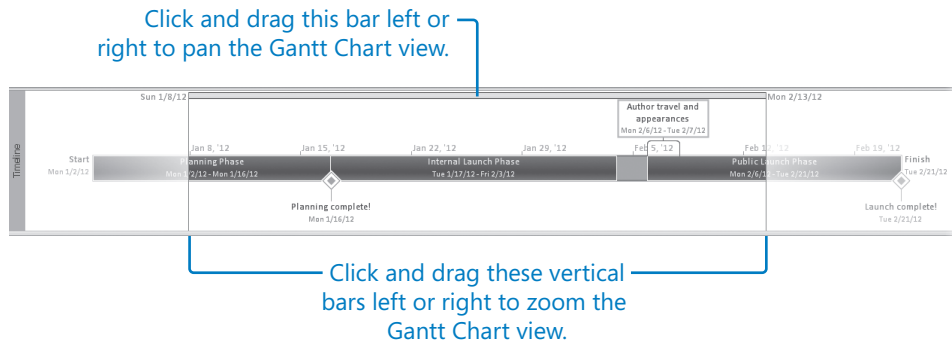 Click and drag this bar left or
right to pan the Gantt Chart view.
Sun 1/8/12
Mon 2/13/12
Author travel and
appearances
Mon 2/6/12 - Tue 2/7/12
Timeline
Jan 8, '12
Jan 15, '12
Jan 22, '12
Jan 29, '12
Feb 5, '12
Feb 12, '12
Feb 19, '12
Start
Mon 1/2/12
Planning Phase
Mon 1/2/12 - Mon 1/16/12
Internal Launch Phase
Tue 1/17/12 - Fri 2/3/12
Public Launch Phase
Mon 2/6/12 - Tue 2/21/12
Finish
Tue 2/21/12
Planning complete!
Mon 1/16/12
Launch complete!
Tue 2/21/12
Click and drag these vertical
bars left or right to zoom the
Gantt Chart view.